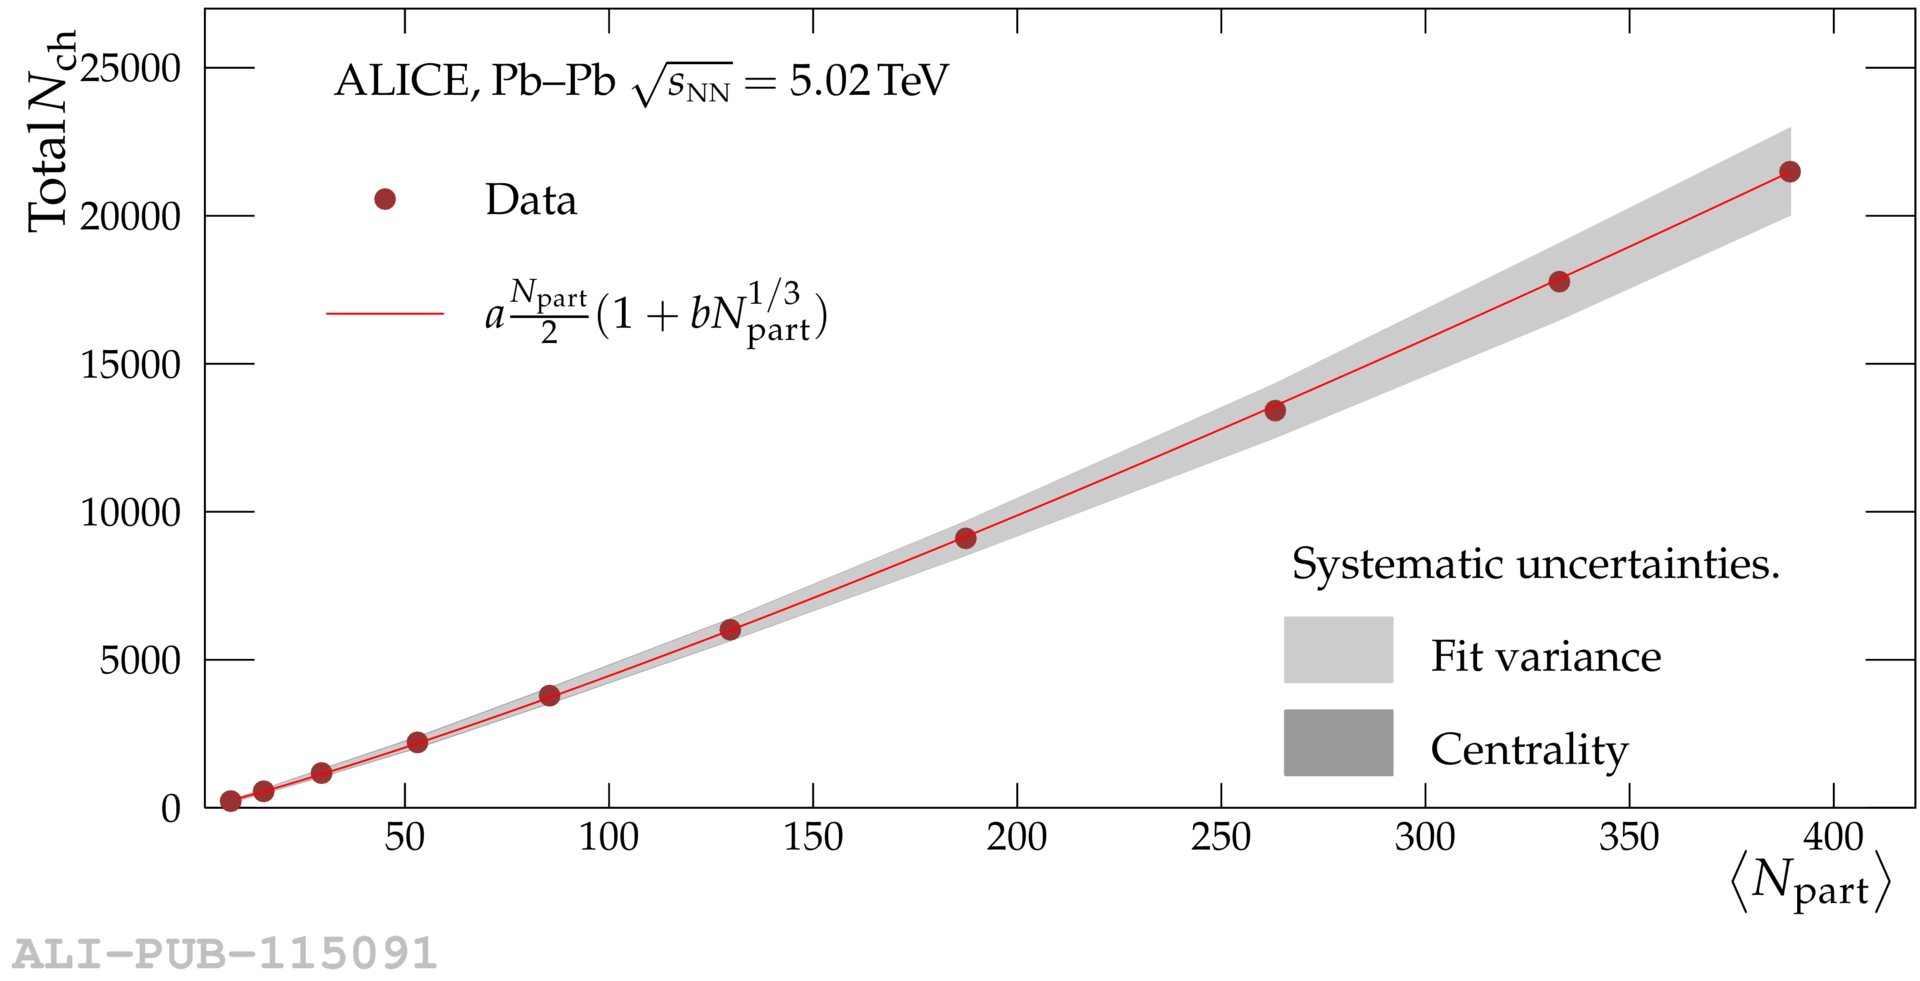 Total N_ch
25000
20000
15000
10000
5000
0
ALICE, Pb–Pb √s_NN = 5.02 TeV
Data
a N_part/2 (1 + bN_part^1/3)
Systematic uncertainties.
Fit variance
Centrality
50 100 150 200 250 300 350 400
⟨N_part⟩
ALI-PUB-115091